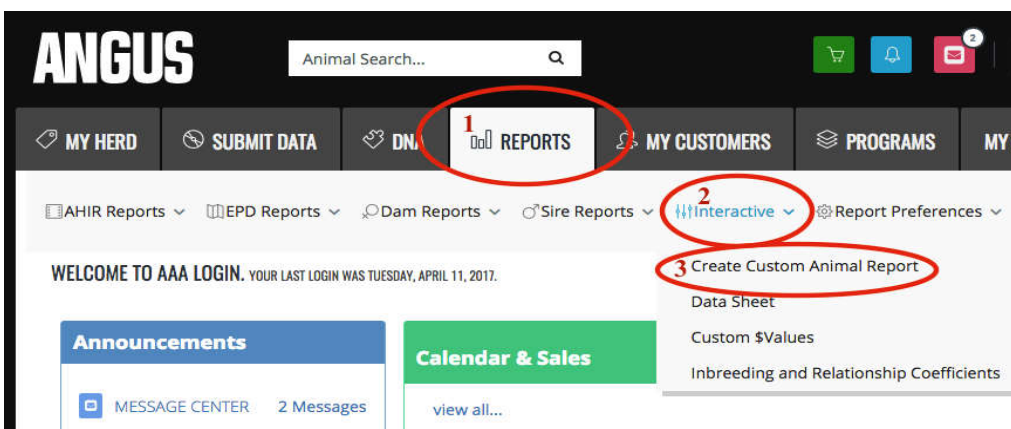 ANGUS
Animal Search...
2
MY HERD SUBMIT DATA DNA 1 REPORTS MY CUSTOMERS PROGRAMS MY
AHIR Reports EPD Reports Dam Reports Sire Reports 2 Interactive Report Preferences
WELCOME TO AAA LOGIN. YOUR LAST LOGIN WAS TUESDAY, APRIL 11, 2017.
3 Create Custom Animal Report
Data Sheet
Custom $Values
Inbreeding and Relationship Coefficients
Announcements
MESSAGE CENTER 2 Messages
Calendar & Sales
view all...